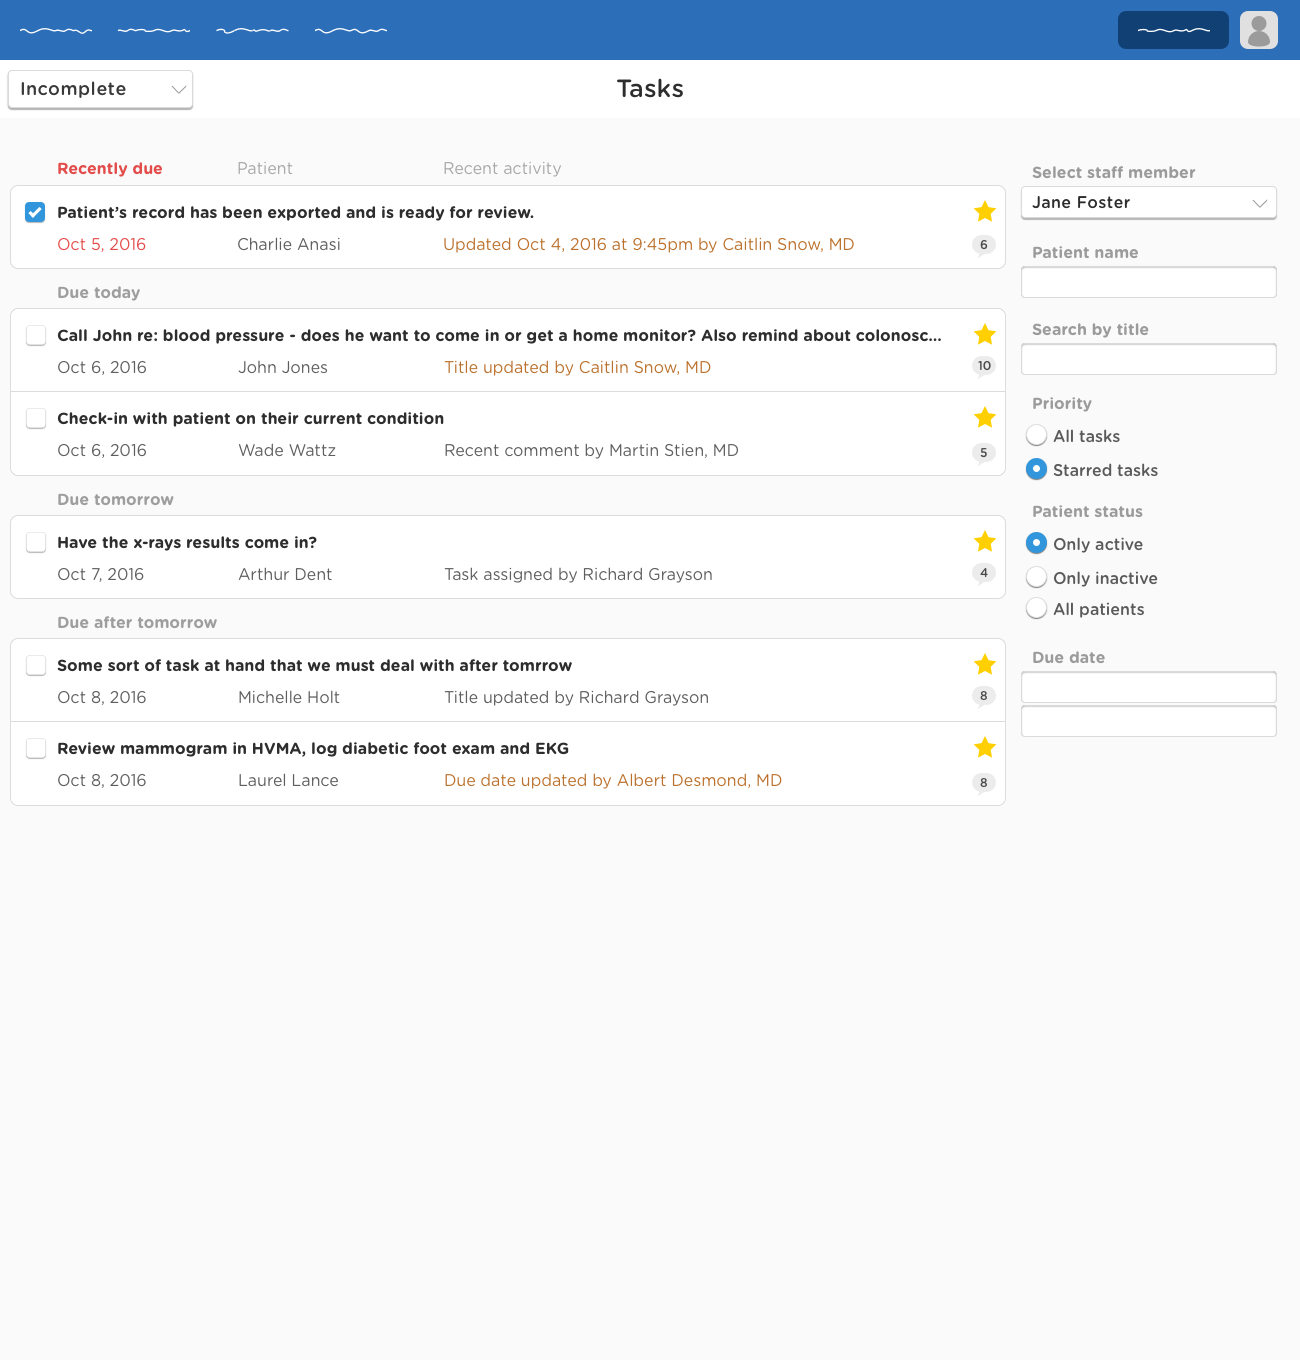 Incomplete
Tasks
Recently due Patient Recent activity
Patient’s record has been exported and is ready for review.
Oct 5, 2016 Charlie Anasi Updated Oct 4, 2016 at 9:45pm by Caitlin Snow, MD 6
Due today
Call John re: blood pressure - does he want to come in or get a home monitor? Also remind about colonosc...
Oct 6, 2016 John Jones Title updated by Caitlin Snow, MD 10
Check-in with patient on their current condition
Oct 6, 2016 Wade Wattz Recent comment by Martin Stien, MD 5
Due tomorrow
Have the x-rays results come in?
Oct 7, 2016 Arthur Dent Task assigned by Richard Grayson 4
Due after tomorrow
Some sort of task at hand that we must deal with after tomrrow
Oct 8, 2016 Michelle Holt Title updated by Richard Grayson 8
Review mammogram in HVMA, log diabetic foot exam and EKG
Oct 8, 2016 Laurel Lance Due date updated by Albert Desmond, MD 8
Select staff member
Jane Foster
Patient name
Search by title
Priority
All tasks
Starred tasks
Patient status
Only active
Only inactive
All patients
Due date